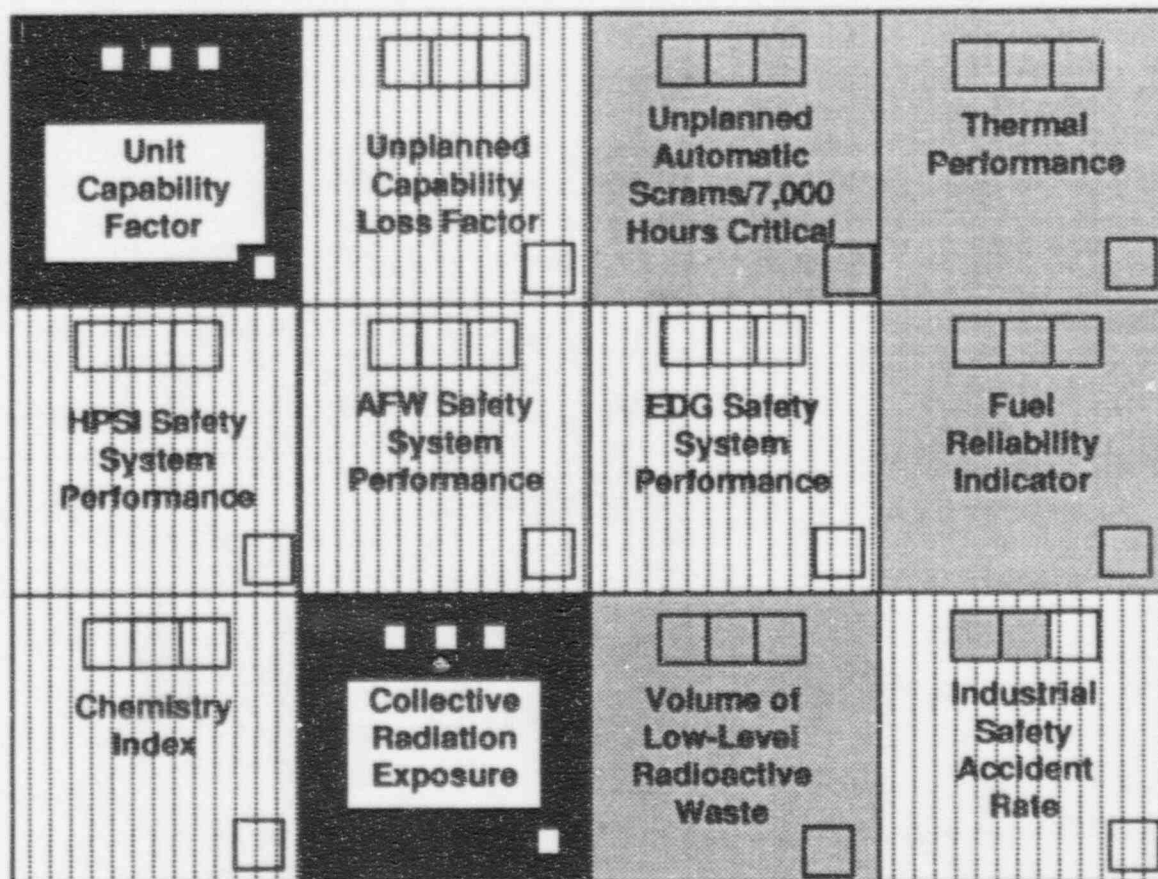 Unit
Capability
Factor
Unplanned
Capability
Loss Factor
Unplanned
Automatic
Scrams/7,000
Hours Critical
Thermal
Performance
HPSI Safety
System
Performance
AFW Safety
System
Performance
EDG Safety
System
Performance
Fuel
Reliability
Indicator
Chemistry
Index
Collective
Radiation
Exposure
Volume of
Low-Level
Radioactive
Waste
Industrial
Safety
Accident
Rate